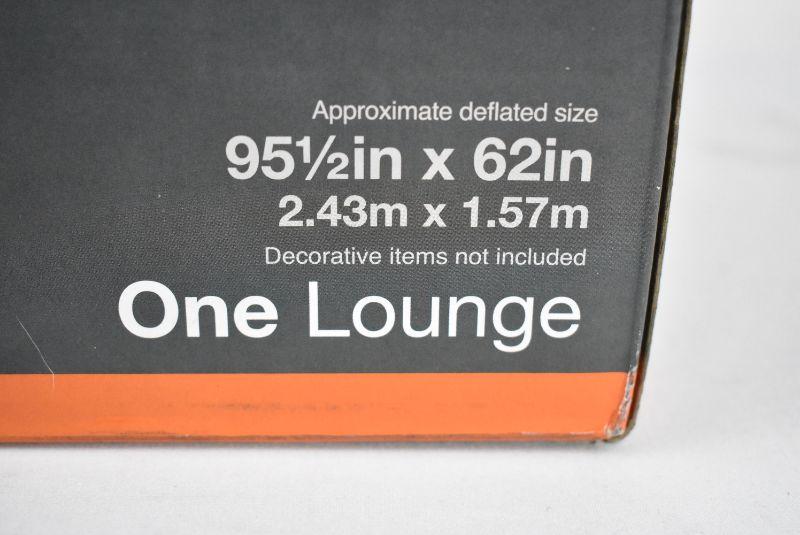 Approximate deflated size
95½in x 62in
2.43m x 1.57m
Decorative items not included
One Lounge